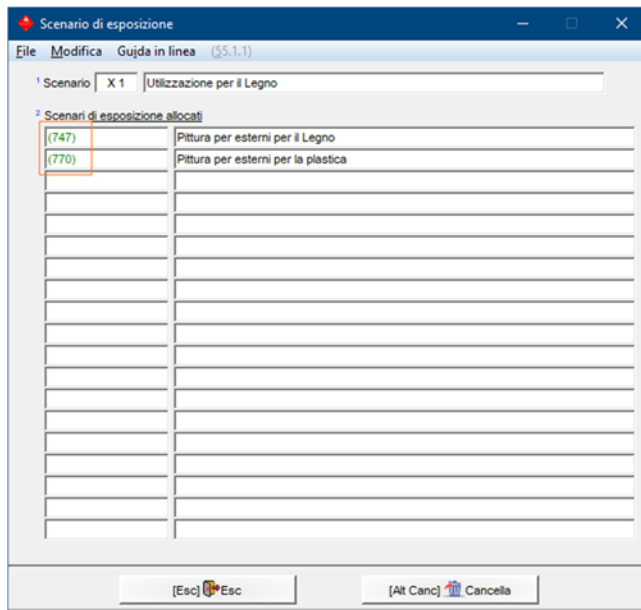 Scenario di esposizione
File Modifica Guida in linea (§5.1.1)
1 Scenario X 1 Utilizzazione per il Legno
2 Scenari di esposizione allocati
(747) Pittura per esterni per il Legno
(770) Pittura per esterni per la plastica
[Esc] Esc [Alt Canc] Cancella